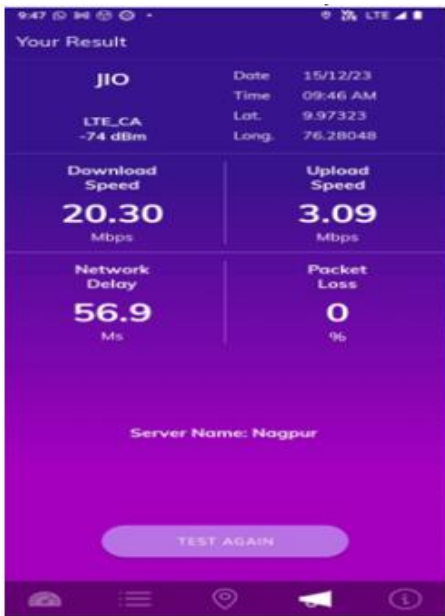 9:47 LTE
Your Result
JIO
LTE_CA
-74 dBm
Date 15/12/23
Time 09:46 AM
Lat. 9.97323
Long. 76.28048
Download
Speed
20.30
Mbps
Upload
Speed
3.09
Mbps
Network
Delay
56.9
Ms
Packet
Loss
0
%
Server Name: Nagpur
TEST AGAIN